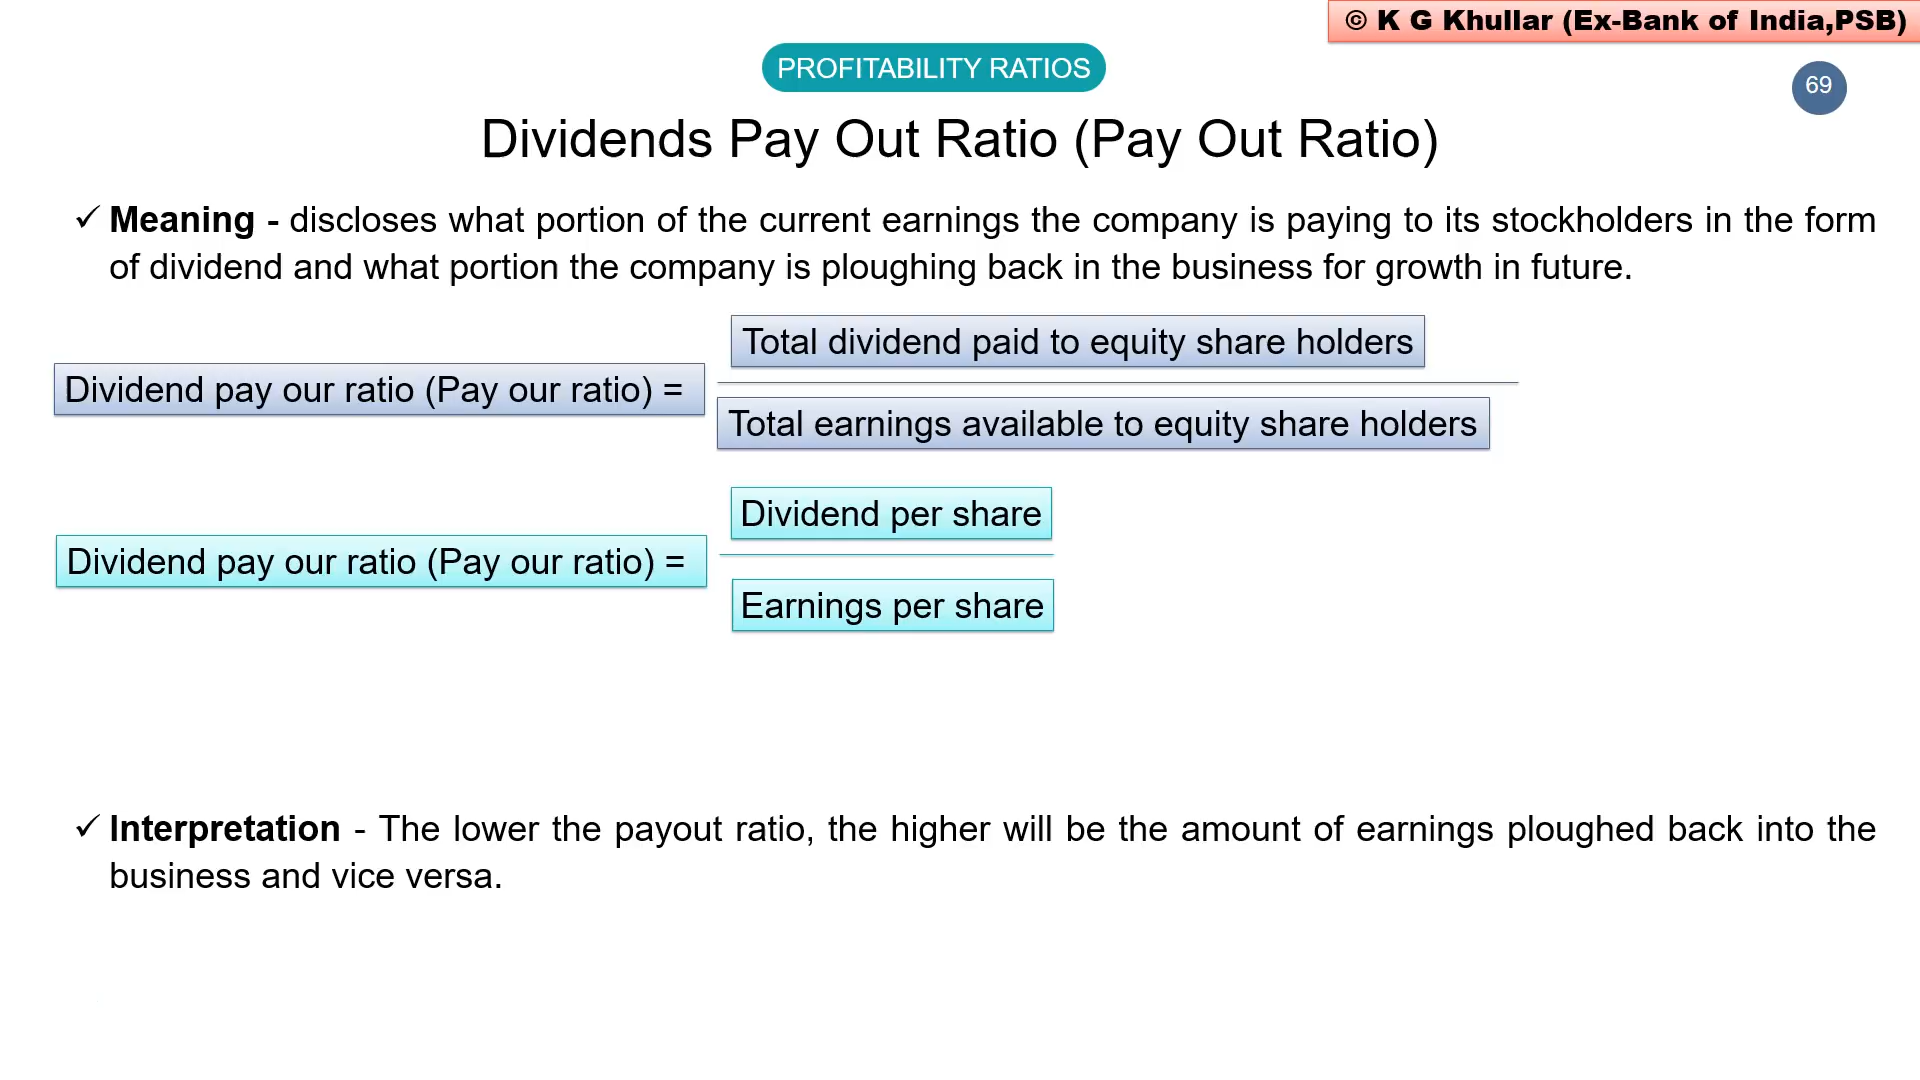 © K G Khullar (Ex-Bank of India,PSB)
PROFITABILITY RATIOS
69
Dividends Pay Out Ratio (Pay Out Ratio)
✓ Meaning - discloses what portion of the current earnings the company is paying to its stockholders in the form
of dividend and what portion the company is ploughing back in the business for growth in future.
Total dividend paid to equity share holders
Dividend pay our ratio (Pay our ratio) =
Total earnings available to equity share holders
Dividend per share
Dividend pay our ratio (Pay our ratio) =
Earnings per share
✓ Interpretation - The lower the payout ratio, the higher will be the amount of earnings ploughed back into the
business and vice versa.